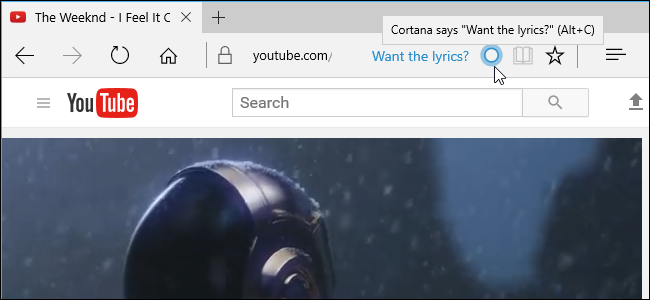 The Weeknd - I Feel It C
Cortana says "Want the lyrics?" (Alt+C)
youtube.com/
Want the lyrics?
YouTube
Search